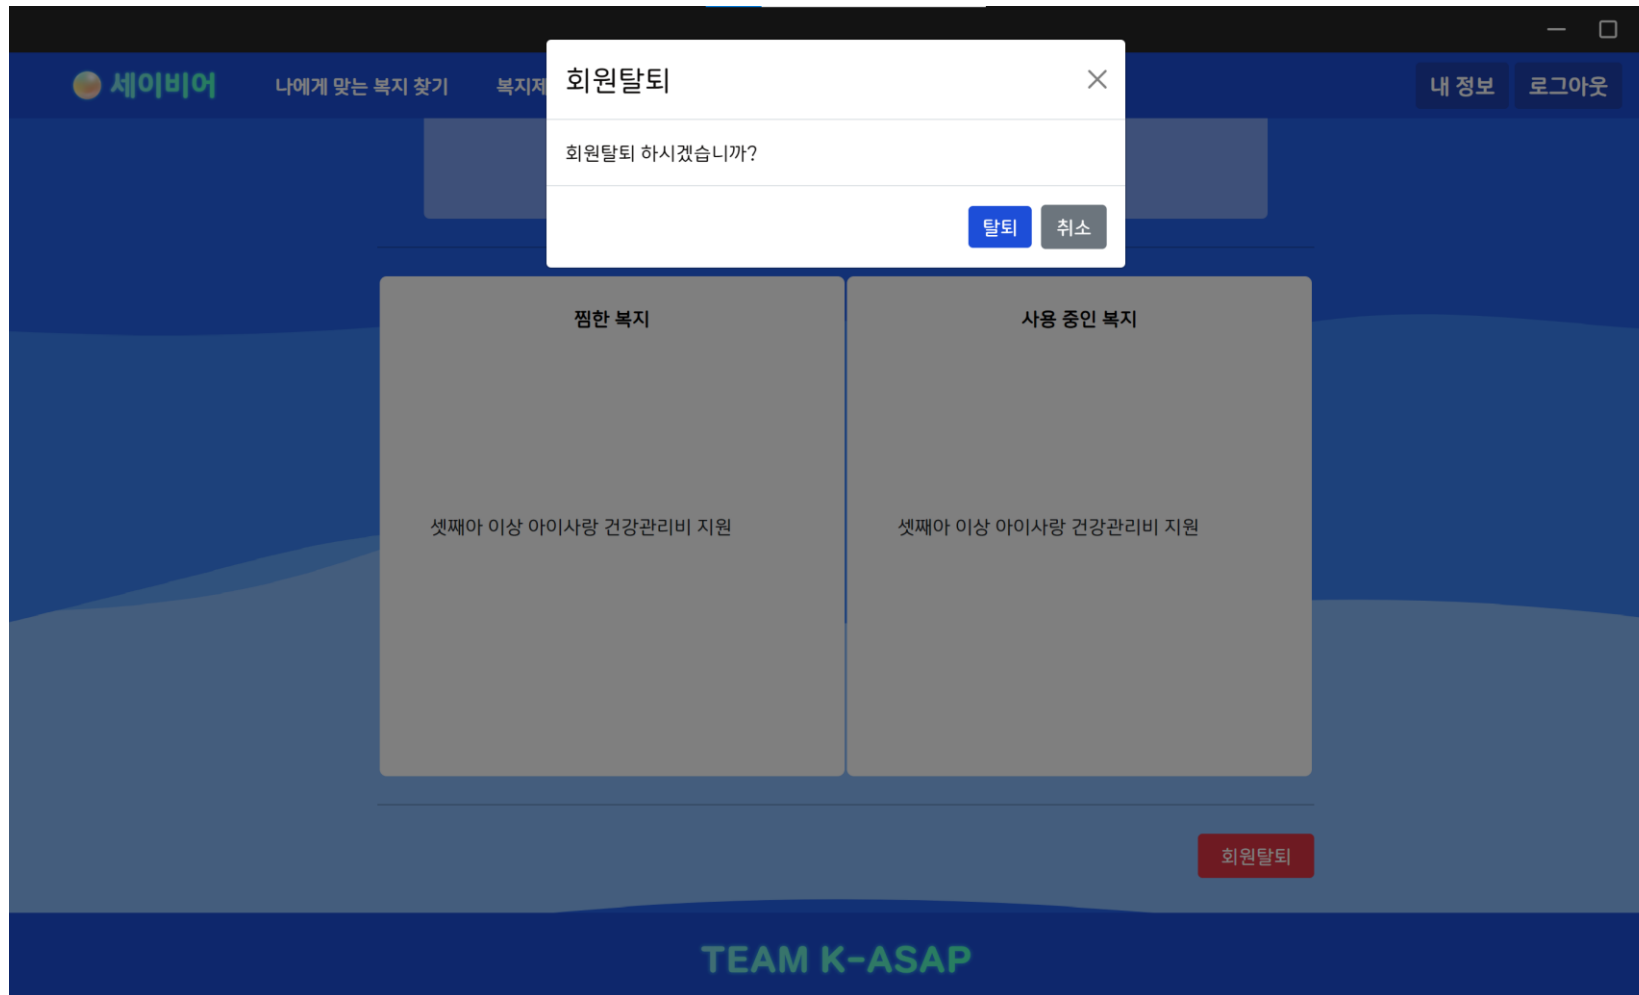 세이비어
나에게 맞는 복지 찾기
복지제
내 정보
로그아웃
회원탈퇴
회원탈퇴 하시겠습니까?
탈퇴
취소
찜한 복지
사용 중인 복지
셋째아 이상 아이사랑 건강관리비 지원
셋째아 이상 아이사랑 건강관리비 지원
회원탈퇴
TEAM K-ASAP